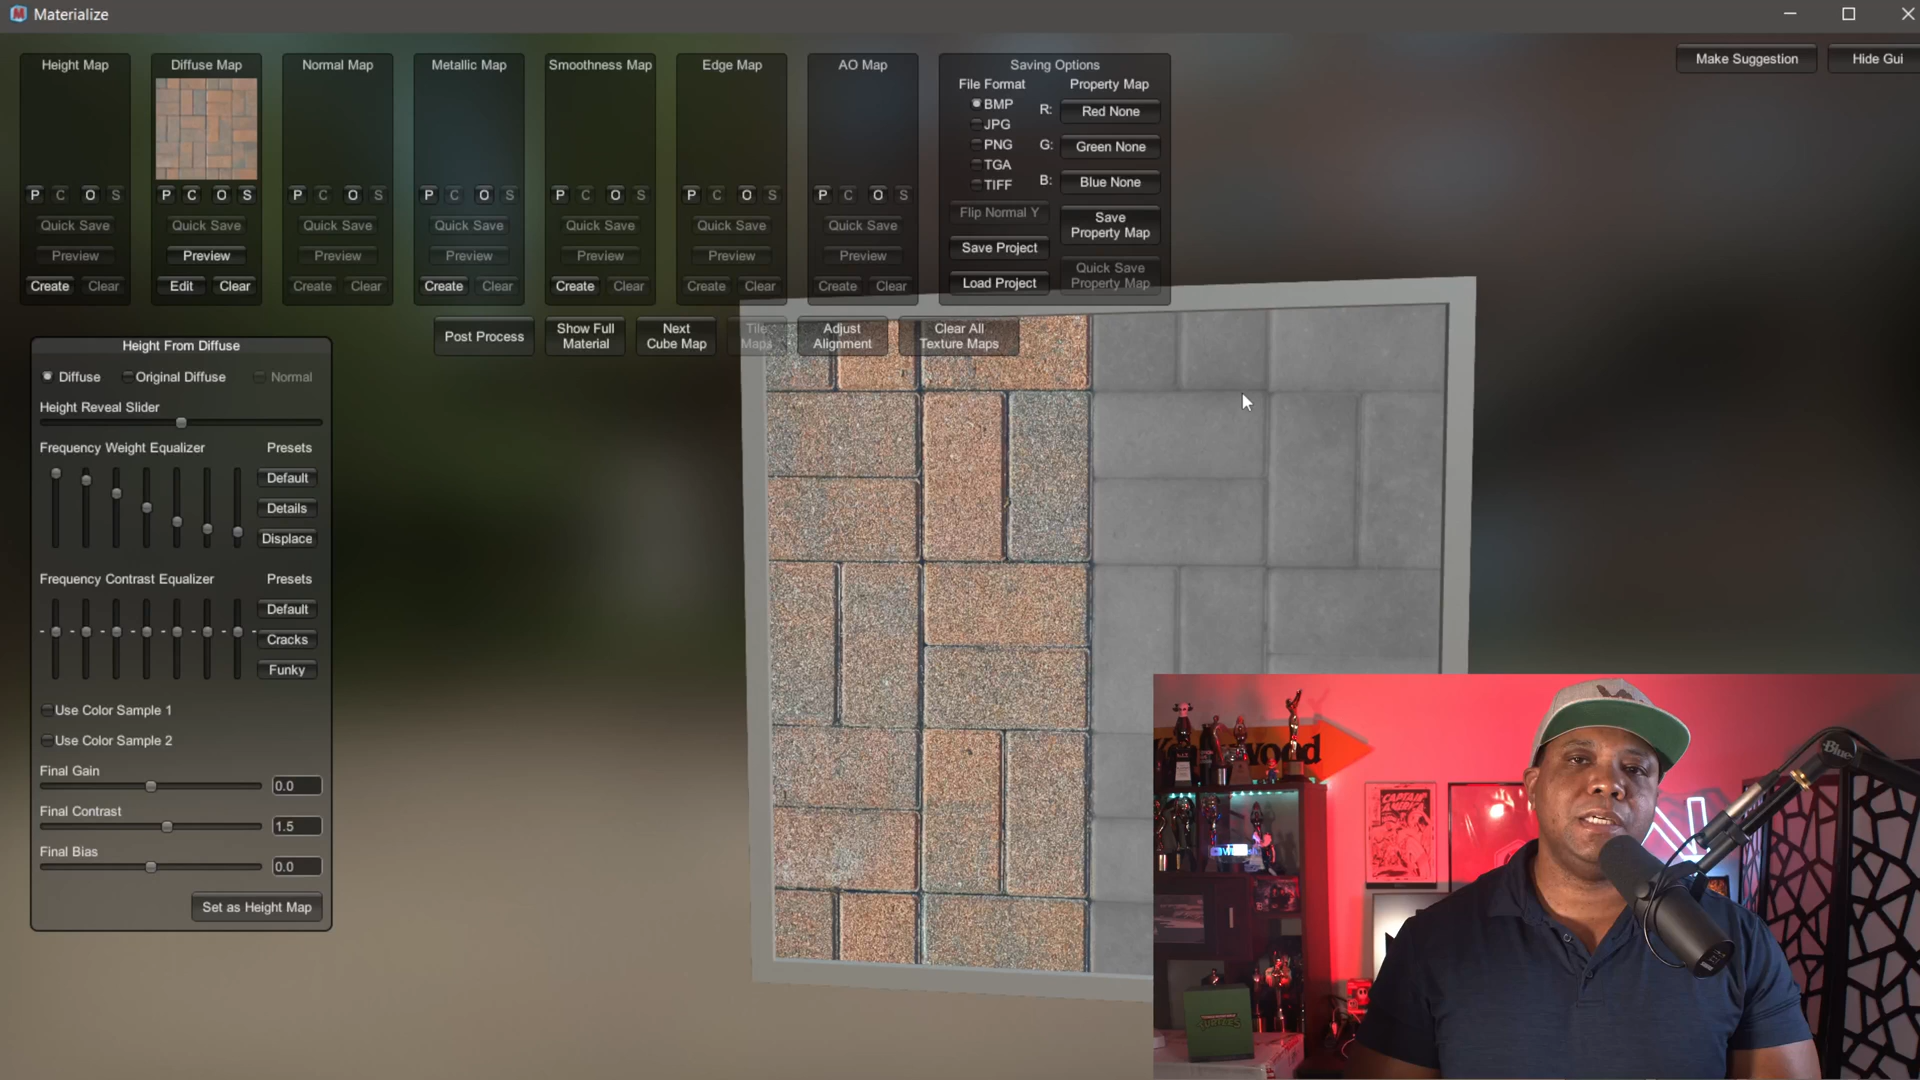 Materialize
Make Suggestion
Hide Gui
Height Map
P C O S
Quick Save
Preview
Create Clear
Diffuse Map
P C O S
Quick Save
Preview
Edit Clear
Normal Map
P C O S
Quick Save
Preview
Create Clear
Metallic Map
P C O S
Quick Save
Preview
Create Clear
Smoothness Map
P C O S
Quick Save
Preview
Create Clear
Edge Map
P C O S
Quick Save
Preview
Create Clear
AO Map
P C O S
Quick Save
Preview
Create Clear
Saving Options
File Format
BMP
JPG
PNG
TGA
TIFF
Flip Normal Y
Save Project
Load Project
Property Map
R: Red None
G: Green None
B: Blue None
Save
Property Map
Quick Save
Property Map
Post Process
Show Full
Material
Next
Cube Map
Tile
Maps
Adjust
Alignment
Clear All
Texture Maps
Height From Diffuse
Diffuse Original Diffuse Normal
Height Reveal Slider
Frequency Weight Equalizer Presets
Default
Details
Displace
Frequency Contrast Equalizer Presets
Default
Cracks
Funky
Use Color Sample 1
Use Color Sample 2
Final Gain
0.0
Final Contrast
1.5
Final Bias
0.0
Set as Height Map
CAPTAIN
AMERICA
Blue
TURTLES